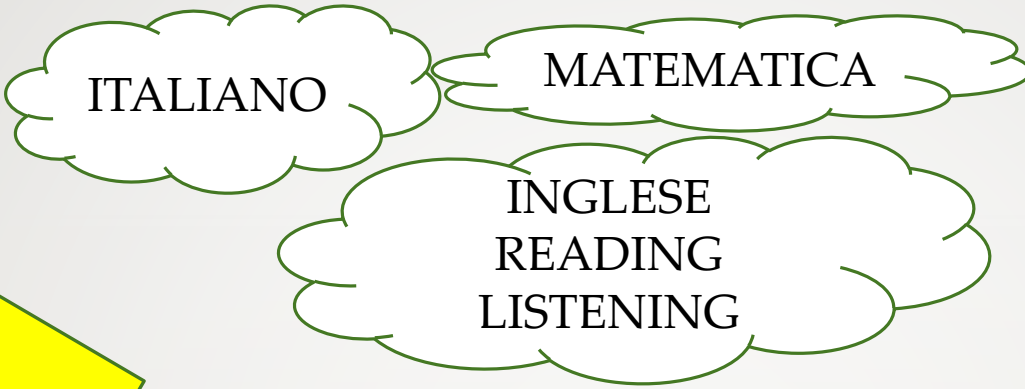 ITALIANO
MATEMATICA
INGLESE
READING
LISTENING